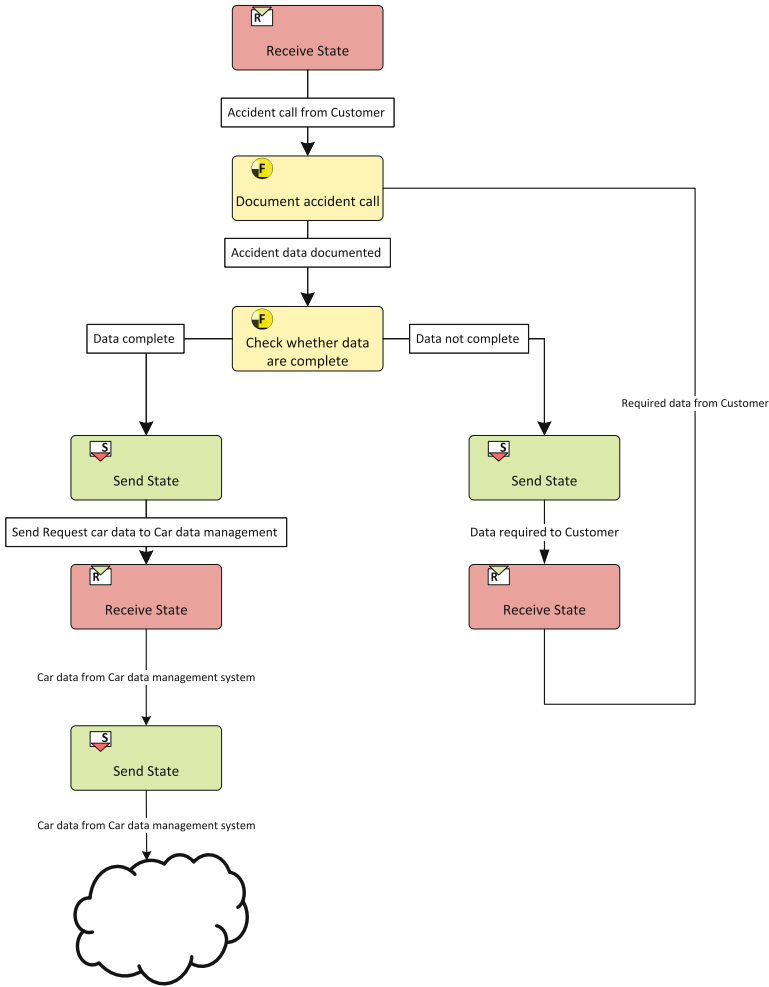 R
Receive State
Accident call from Customer
F
Document accident call
Accident data documented
F
Check whether data
are complete
Data complete
Data not complete
Required data from Customer
S
Send State
S
Send State
Send Request car data to Car data management
Data required to Customer
R
Receive State
R
Receive State
Car data from Car data management system
S
Send State
Car data from Car data management system